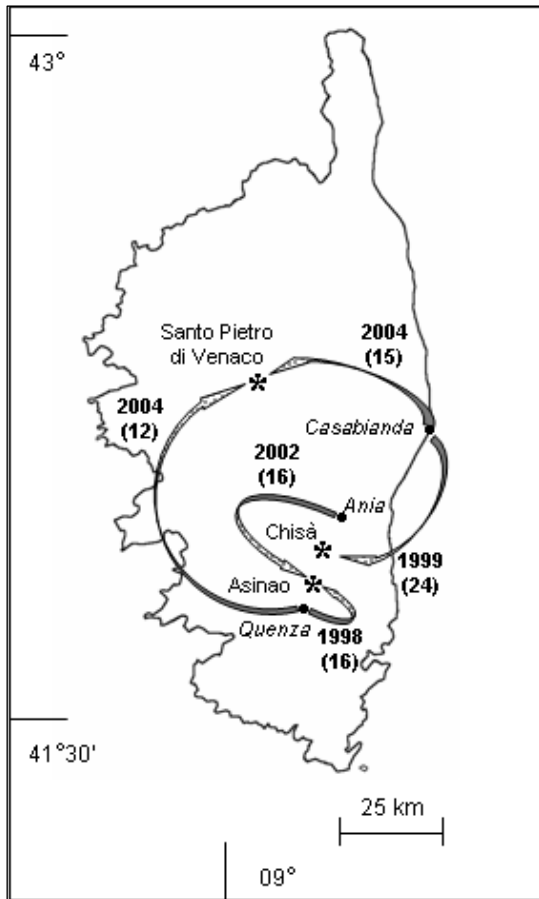 43°
Santo Pietro
di Venaco
2004
(15)
2004
(12)
Casabianda
2002
(16)
Ania
Chisà
1999
(24)
Asinao
Quenza
1998
(16)
41°30'
25 km
09°